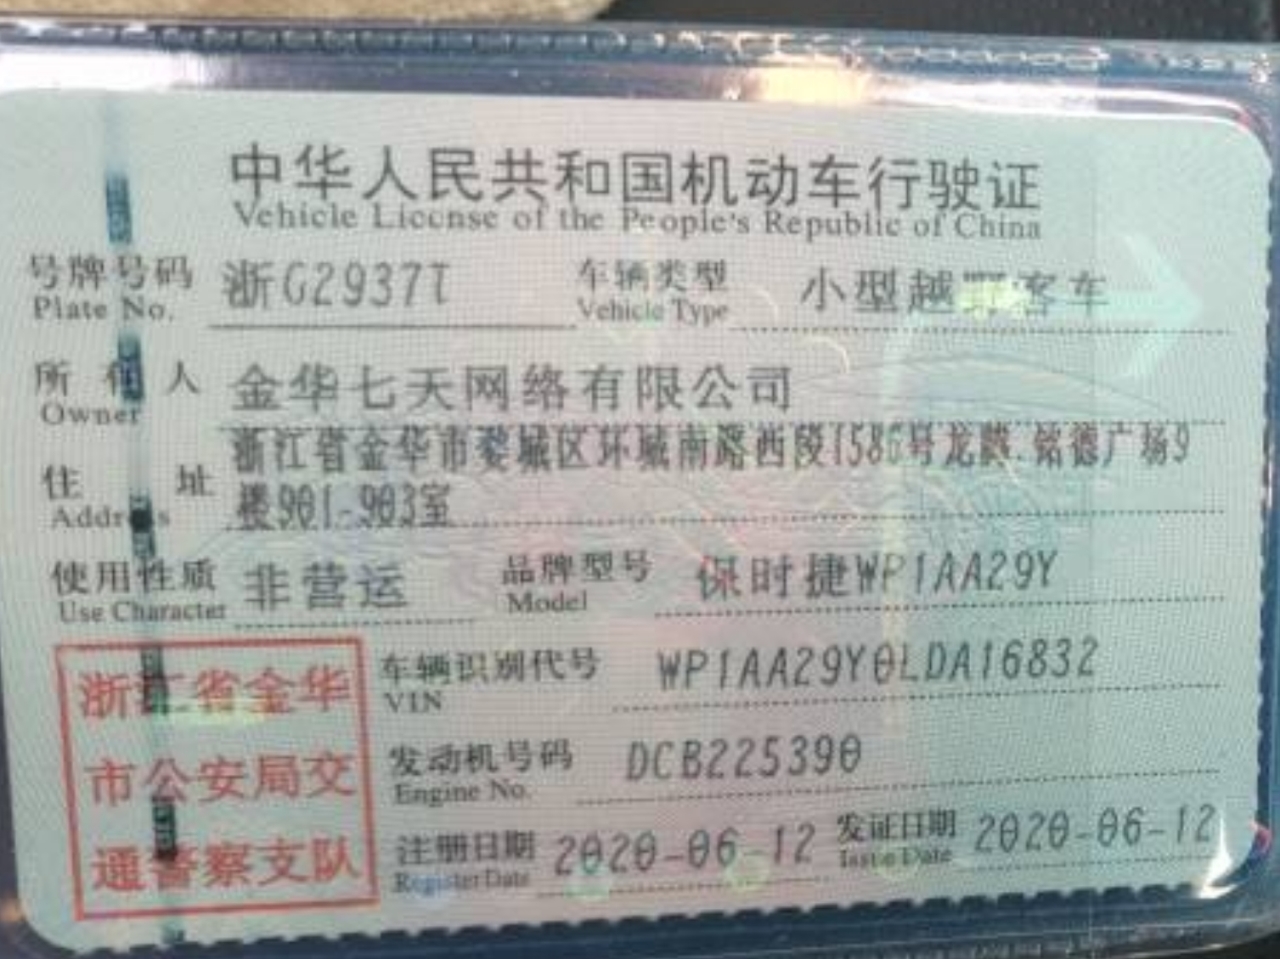 中华人民共和国机动车行驶证
Vehicle License of the People's Republic of China
号牌号码 浙G2937T 车辆类型 小型越野客车
Plate No. Vehicle Type
所有人 金华七天网络有限公司
Owner
浙江省金华市婺城区环城南路西段1586号龙腾.铭德广场9
住址 楼901-903室
Address
使用性质 非营运 品牌型号 保时捷WP1AA29Y
Use Character Model
浙江省金华 车辆识别代号 WP1AA29Y0LDA16832
VIN
市公安局交 发动机号码 DCB225390
Engine No.
通警察支队 注册日期 2020-06-12 发证日期 2020-06-12
Register Date Issue Date